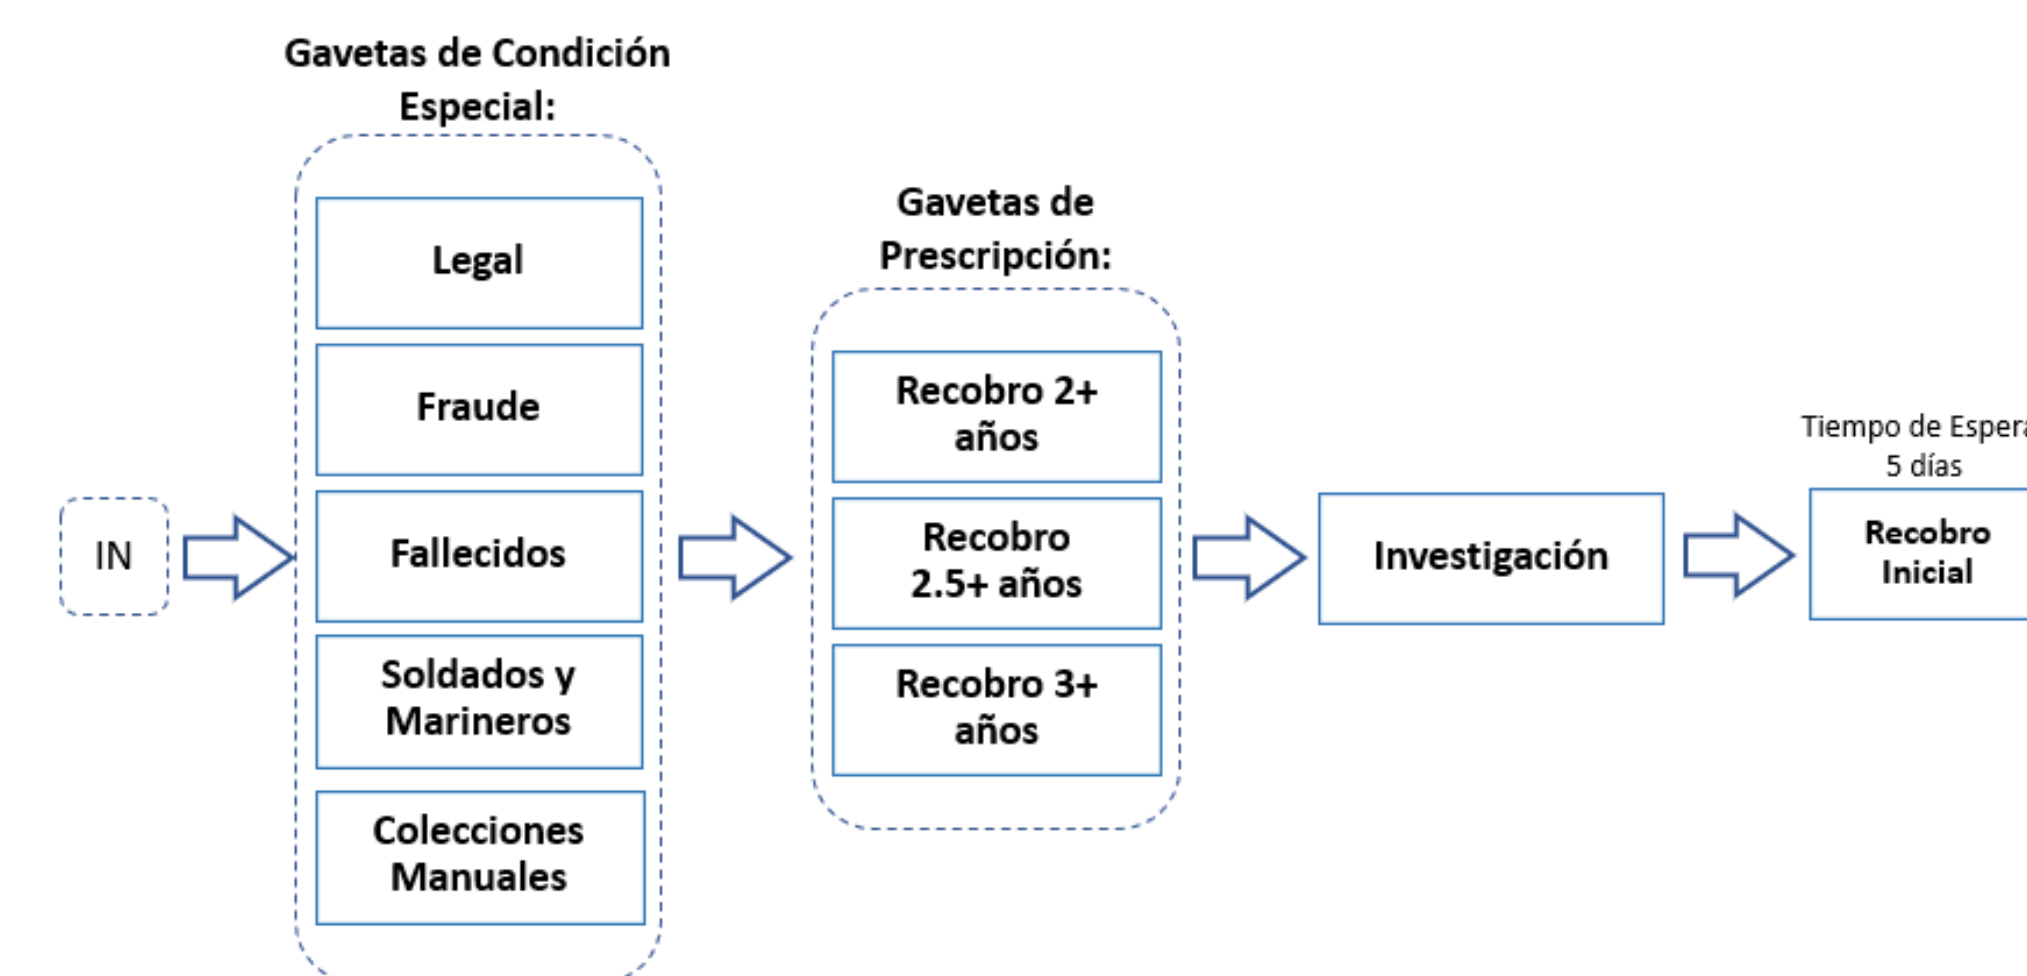 Gavetas de Condición
Especial:
Legal
Fraude
IN
Fallecidos
Soldados y
Marineros
Colecciones
Manuales
Gavetas de
Prescripción:
Recobro 2+
años
Recobro
2.5+ años
Recobro 3+
años
Investigación
Tiempo de Espera
5 días
Recobro
Inicial